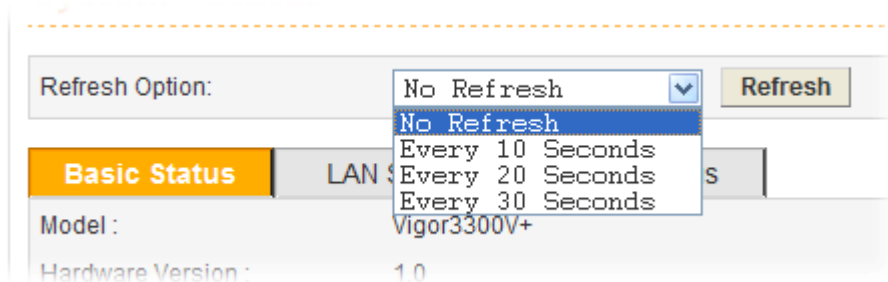 Refresh Option: No Refresh Refresh
No Refresh
Every 10 Seconds
Every 20 Seconds
Every 30 Seconds
Basic Status LAN S s
Model : Vigor3300V+
Hardware Version : 1.0